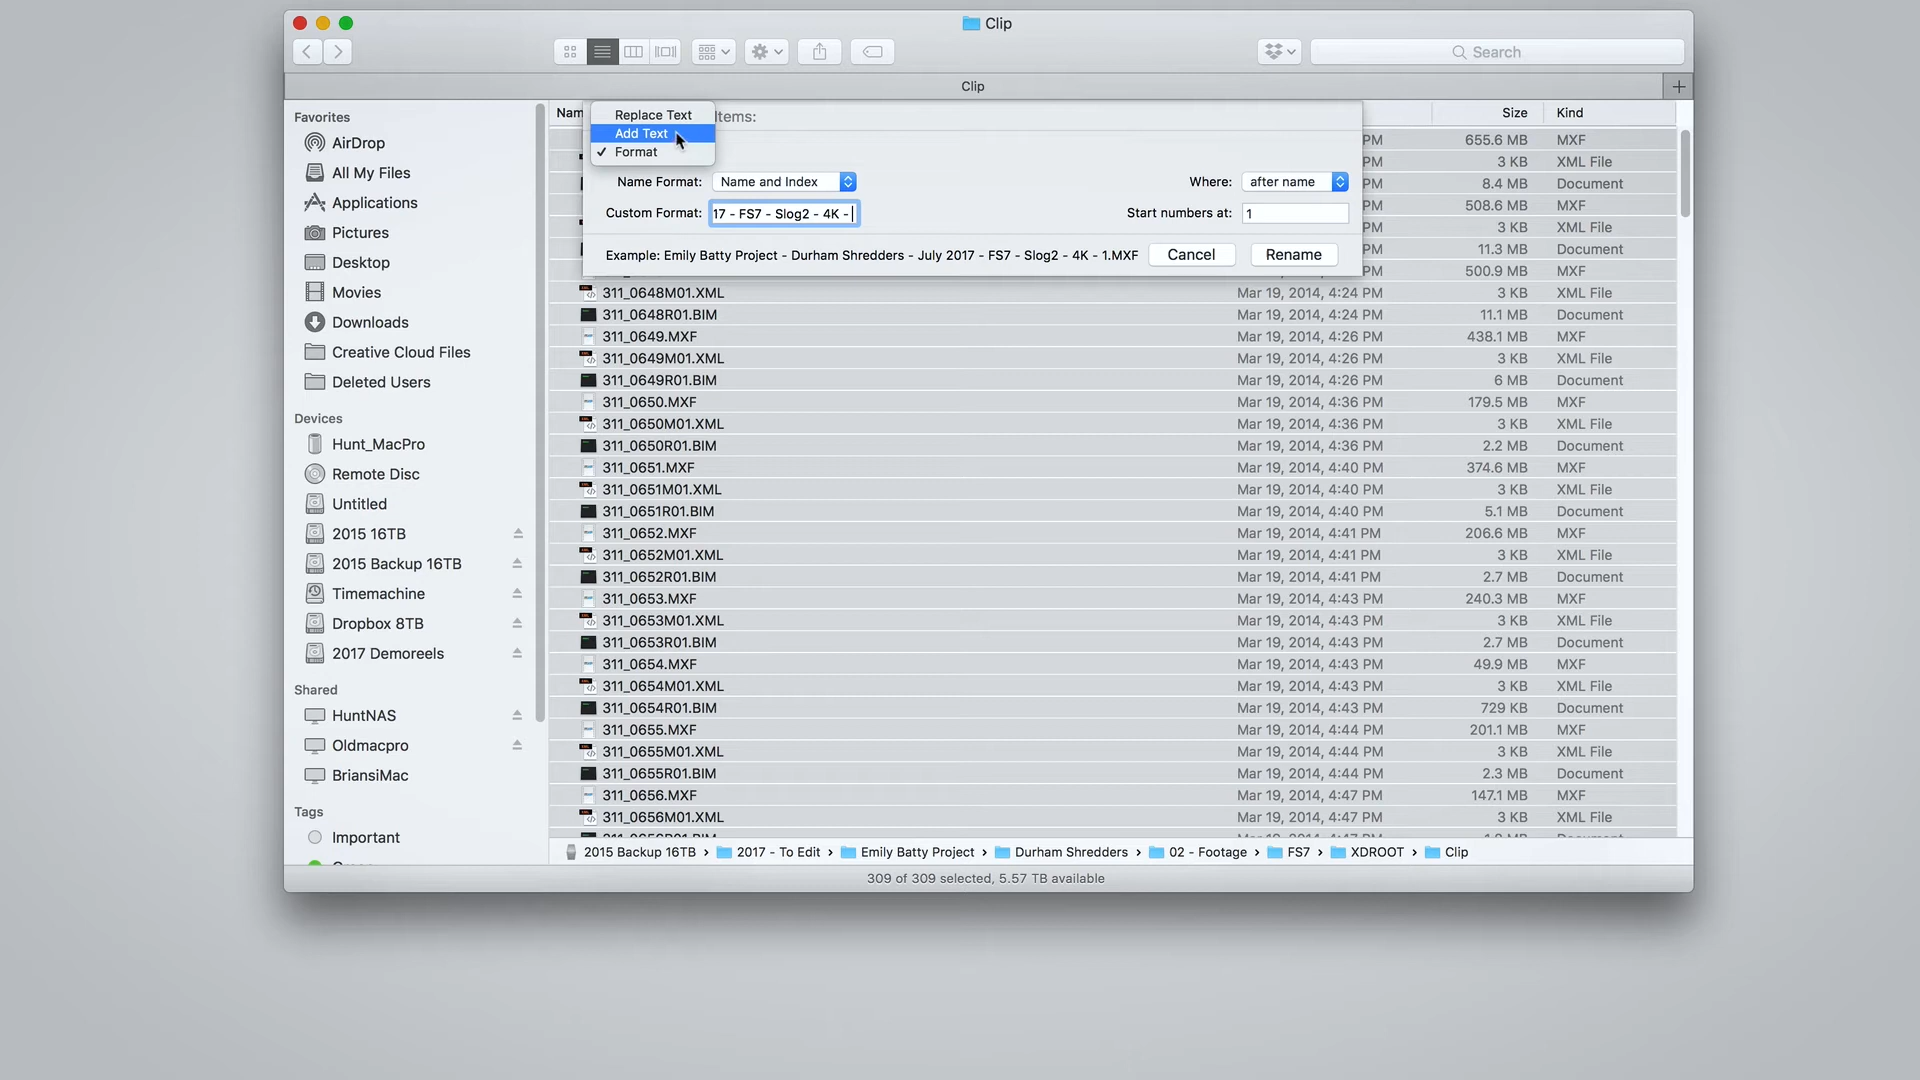 Clip
Search
Clip
Favorites
AirDrop
All My Files
Applications
Pictures
Desktop
Movies
Downloads
Creative Cloud Files
Deleted Users
Devices
Hunt_MacPro
Remote Disc
Untitled
2015 16TB
2015 Backup 16TB
Timemachine
Dropbox 8TB
2017 Demoreels
Shared
HuntNAS
Oldmacpro
BriansiMac
Tags
Important
Replace Text
Add Text
✓ Format
Items:
Name Format: Name and Index
Where: after name
Custom Format: 17 - FS7 - Slog2 - 4K -
Start numbers at: 1
Example: Emily Batty Project - Durham Shredders - July 2017 - FS7 - Slog2 - 4K - 1.MXF
Cancel
Rename
Size Kind
PM 655.6 MB MXF
PM 3 KB XML File
PM 8.4 MB Document
PM 508.6 MB MXF
PM 3 KB XML File
PM 11.3 MB Document
PM 500.9 MB MXF
311_0648M01.XML Mar 19, 2014, 4:24 PM 3 KB XML File
311_0648R01.BIM Mar 19, 2014, 4:24 PM 11.1 MB Document
311_0649.MXF Mar 19, 2014, 4:26 PM 438.1 MB MXF
311_0649M01.XML Mar 19, 2014, 4:26 PM 3 KB XML File
311_0649R01.BIM Mar 19, 2014, 4:26 PM 6 MB Document
311_0650.MXF Mar 19, 2014, 4:36 PM 179.5 MB MXF
311_0650M01.XML Mar 19, 2014, 4:36 PM 3 KB XML File
311_0650R01.BIM Mar 19, 2014, 4:36 PM 2.2 MB Document
311_0651.MXF Mar 19, 2014, 4:40 PM 374.6 MB MXF
311_0651M01.XML Mar 19, 2014, 4:40 PM 3 KB XML File
311_0651R01.BIM Mar 19, 2014, 4:40 PM 5.1 MB Document
311_0652.MXF Mar 19, 2014, 4:41 PM 206.6 MB MXF
311_0652M01.XML Mar 19, 2014, 4:41 PM 3 KB XML File
311_0652R01.BIM Mar 19, 2014, 4:41 PM 2.7 MB Document
311_0653.MXF Mar 19, 2014, 4:43 PM 240.3 MB MXF
311_0653M01.XML Mar 19, 2014, 4:43 PM 3 KB XML File
311_0653R01.BIM Mar 19, 2014, 4:43 PM 2.7 MB Document
311_0654.MXF Mar 19, 2014, 4:43 PM 49.9 MB MXF
311_0654M01.XML Mar 19, 2014, 4:43 PM 3 KB XML File
311_0654R01.BIM Mar 19, 2014, 4:43 PM 729 KB Document
311_0655.MXF Mar 19, 2014, 4:44 PM 201.1 MB MXF
311_0655M01.XML Mar 19, 2014, 4:44 PM 3 KB XML File
311_0655R01.BIM Mar 19, 2014, 4:44 PM 2.3 MB Document
311_0656.MXF Mar 19, 2014, 4:47 PM 147.1 MB MXF
311_0656M01.XML Mar 19, 2014, 4:47 PM 3 KB XML File
2015 Backup 16TB › 2017 - To Edit › Emily Batty Project › Durham Shredders › 02 - Footage › FS7 › XDROOT › Clip
309 of 309 selected, 5.57 TB available